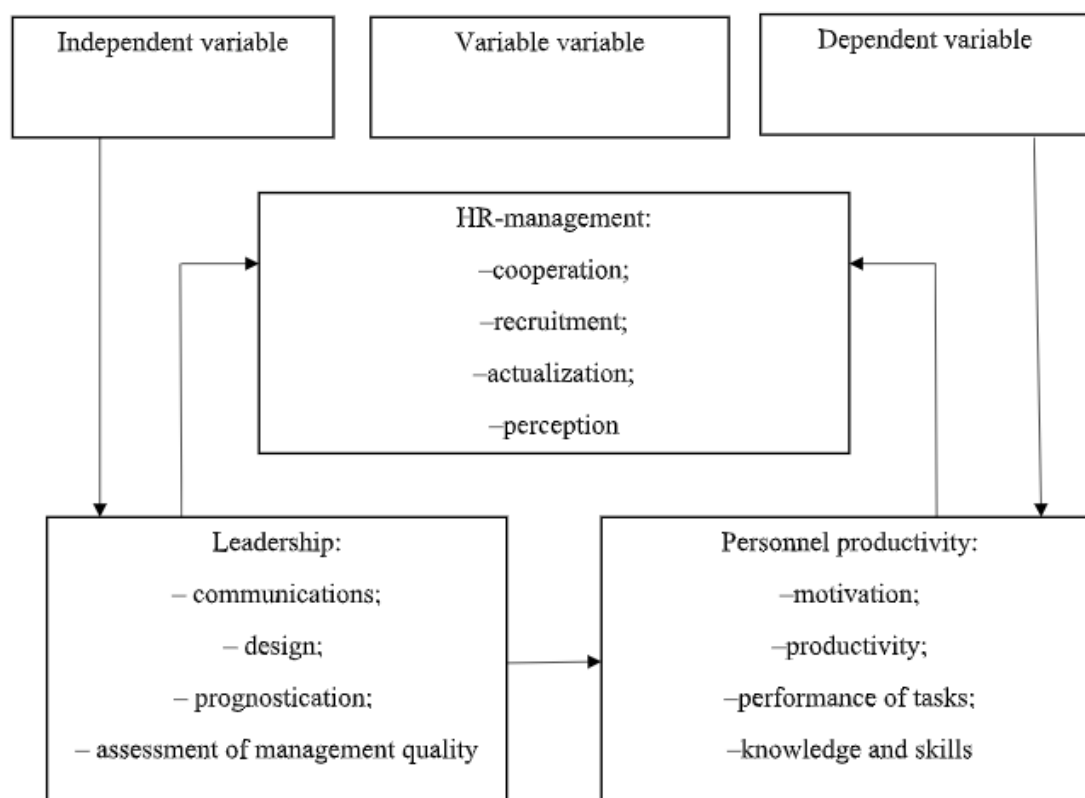 Independent variable
Variable variable
Dependent variable
HR-management:
–cooperation;
–recruitment;
–actualization;
–perception
Leadership:
– communications;
– design;
– prognostication;
– assessment of management quality
Personnel productivity:
–motivation;
–productivity;
–performance of tasks;
–knowledge and skills